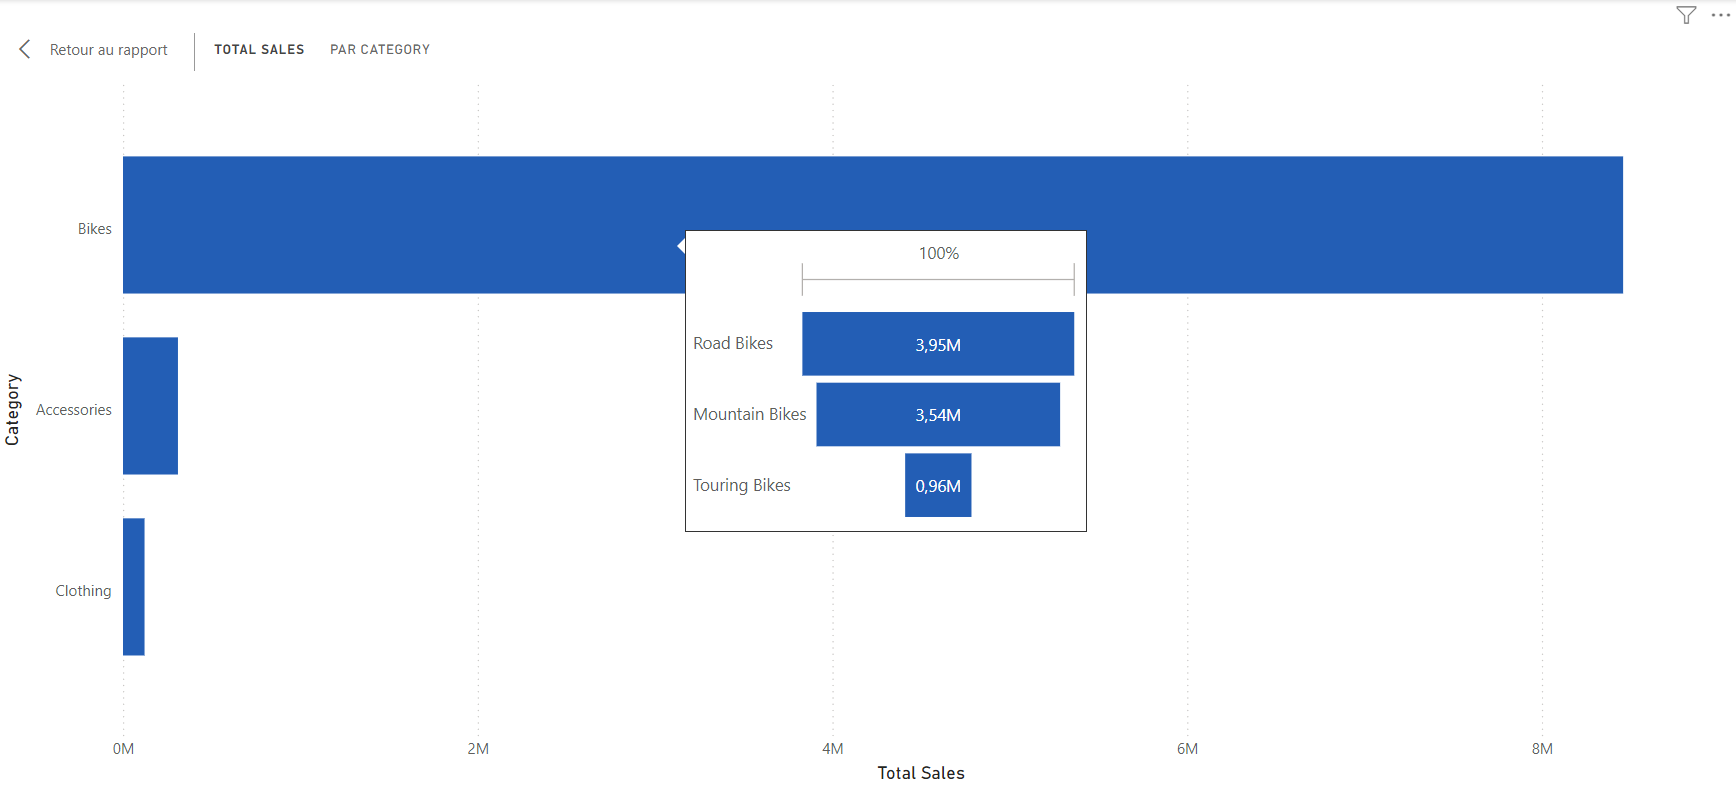 Retour au rapport
TOTAL SALES
PAR CATEGORY
Category
Bikes
Accessories
Clothing
100%
Road Bikes 3,95M
Mountain Bikes 3,54M
Touring Bikes 0,96M
0M 2M 4M 6M 8M
Total Sales